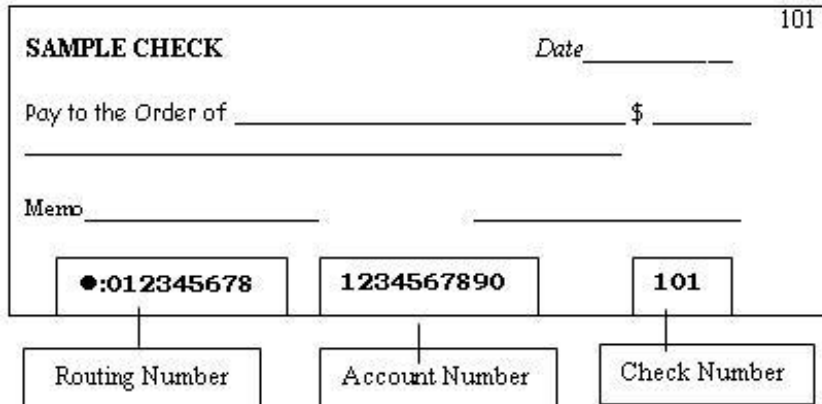 101
SAMPLE CHECK Date
Pay to the Order of $
Memo
●:012345678 1234567890 101
Routing Number Account Number Check Number